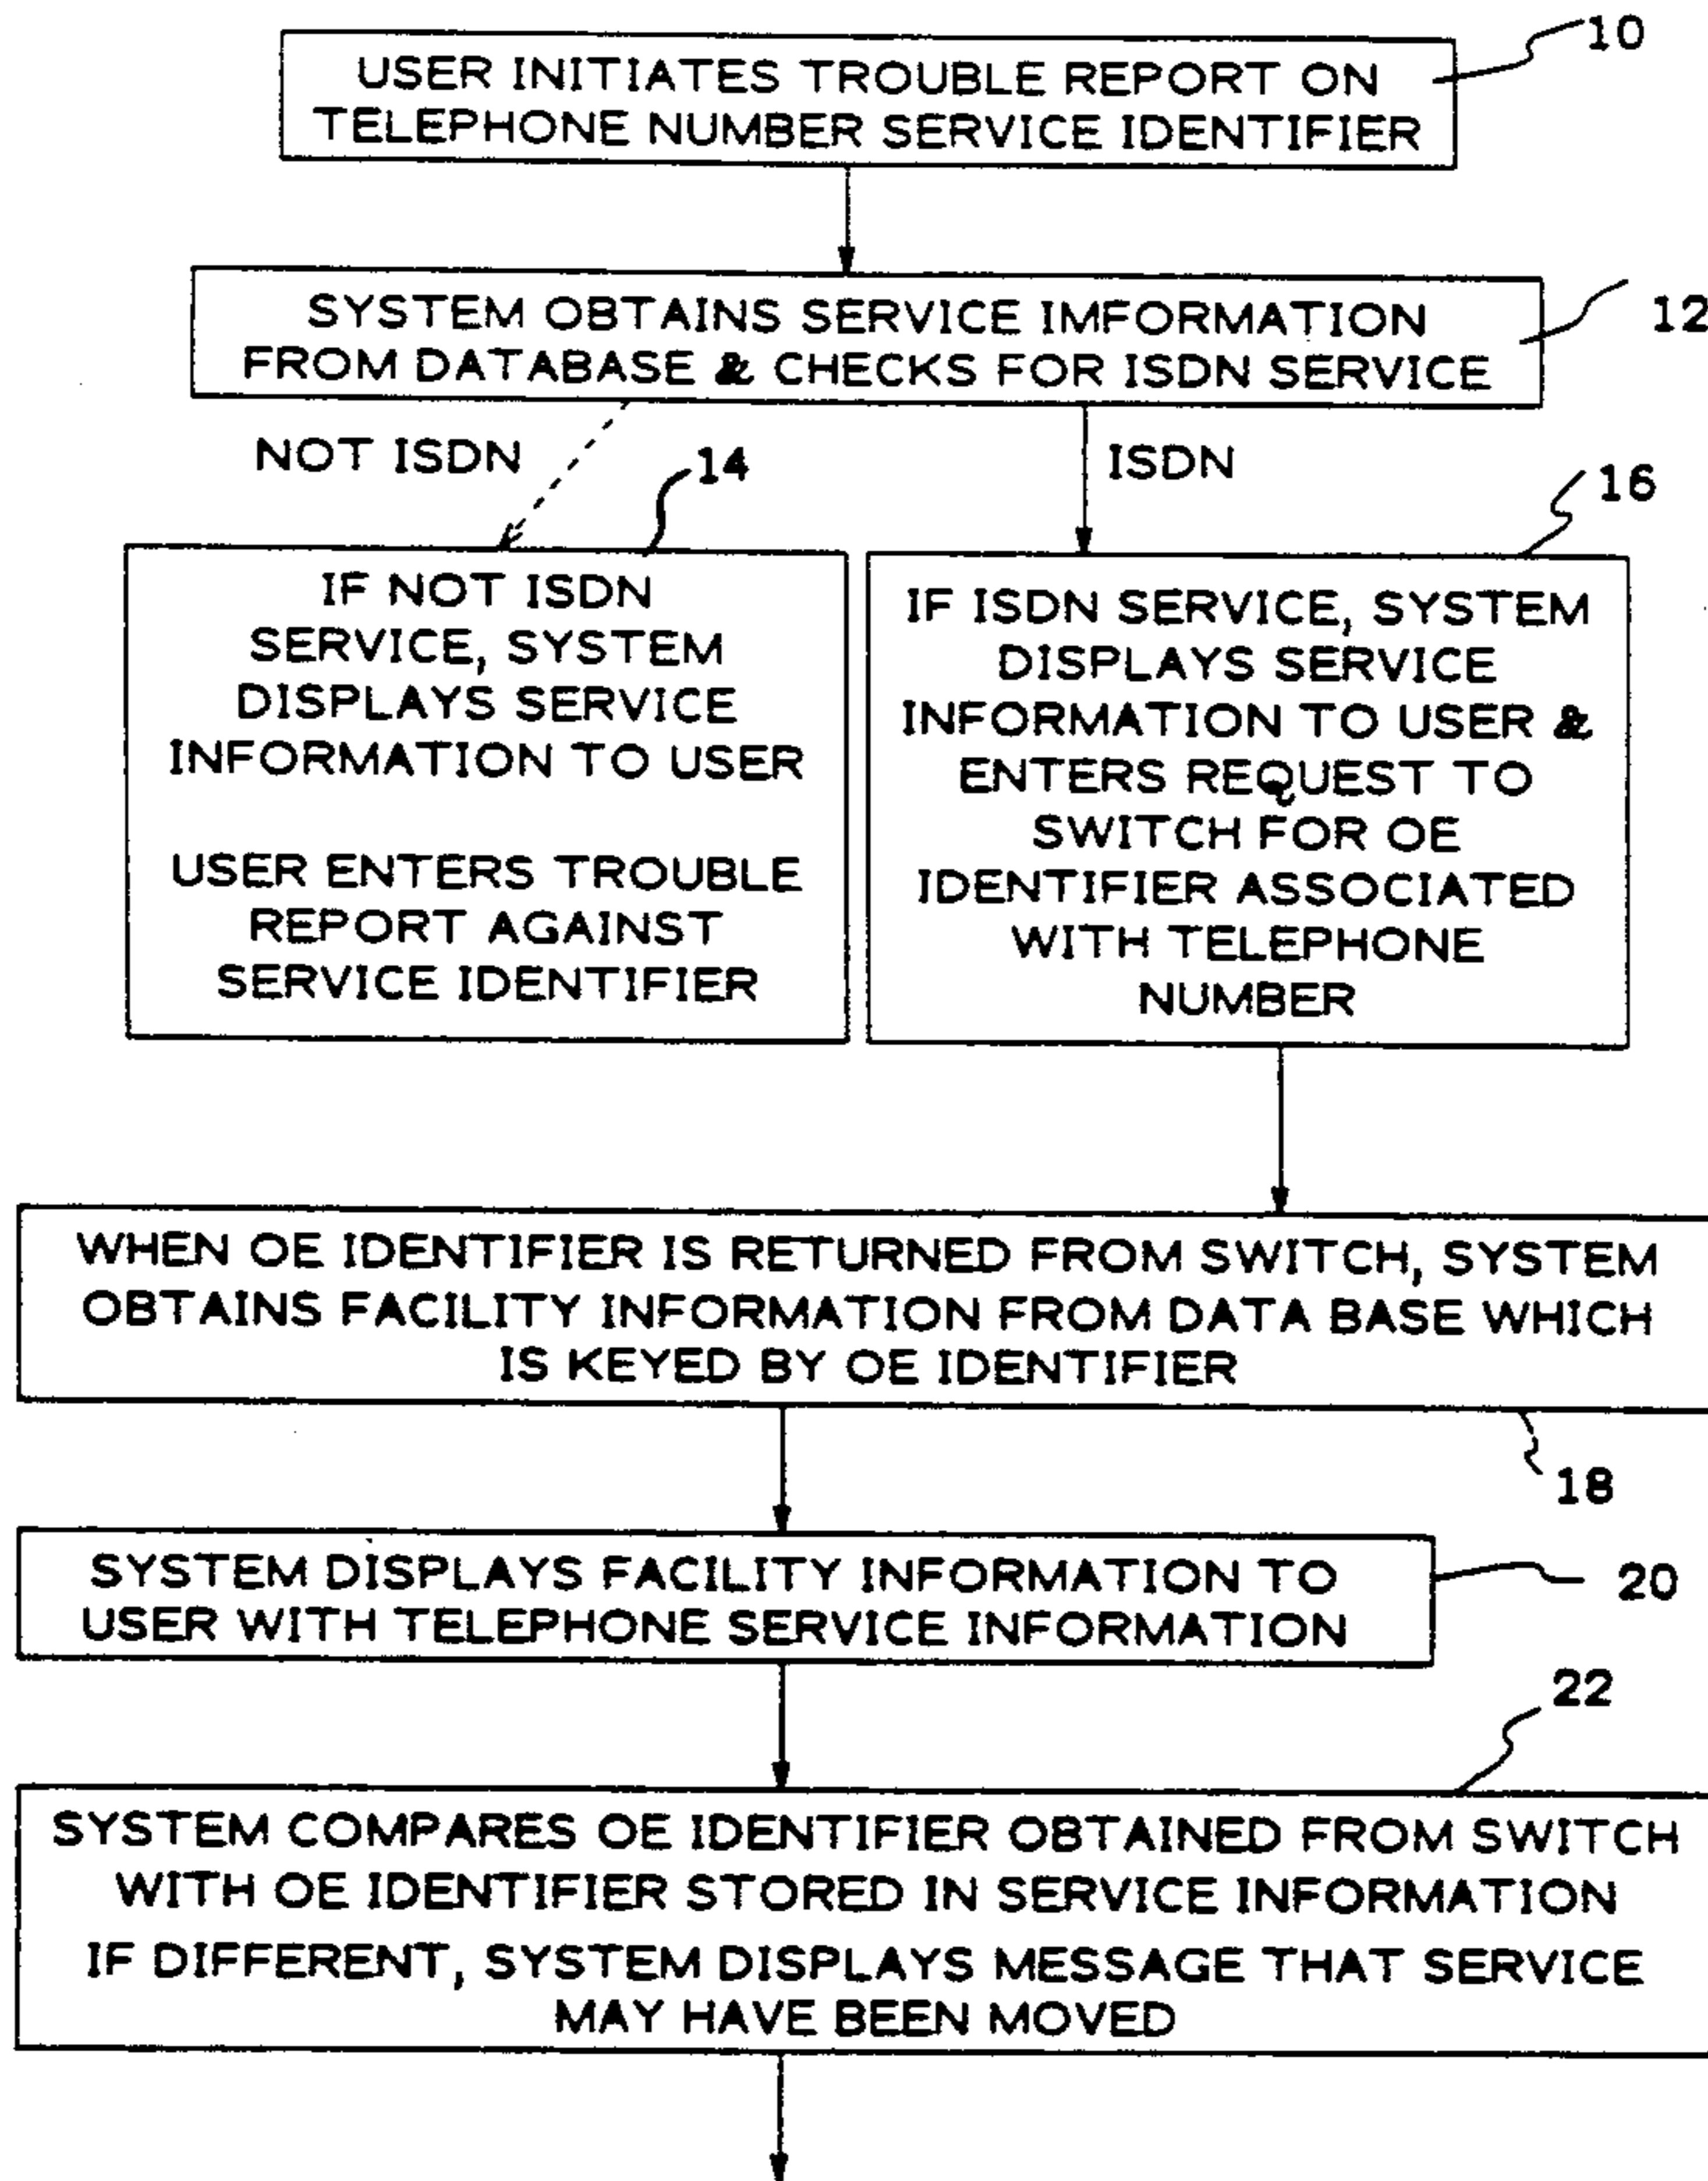 10
USER INITIATES TROUBLE REPORT ON
TELEPHONE NUMBER SERVICE IDENTIFIER
12
SYSTEM OBTAINS SERVICE IMFORMATION
FROM DATABASE & CHECKS FOR ISDN SERVICE
NOT ISDN
ISDN
14
IF NOT ISDN
SERVICE, SYSTEM
DISPLAYS SERVICE
INFORMATION TO USER
USER ENTERS TROUBLE
REPORT AGAINST
SERVICE IDENTIFIER
16
IF ISDN SERVICE, SYSTEM
DISPLAYS SERVICE
INFORMATION TO USER &
ENTERS REQUEST TO
SWITCH FOR OE
IDENTIFIER ASSOCIATED
WITH TELEPHONE
NUMBER
WHEN OE IDENTIFIER IS RETURNED FROM SWITCH, SYSTEM
OBTAINS FACILITY INFORMATION FROM DATA BASE WHICH
IS KEYED BY OE IDENTIFIER
18
SYSTEM DISPLAYS FACILITY INFORMATION TO
USER WITH TELEPHONE SERVICE INFORMATION
20
22
SYSTEM COMPARES OE IDENTIFIER OBTAINED FROM SWITCH
WITH OE IDENTIFIER STORED IN SERVICE INFORMATION
IF DIFFERENT, SYSTEM DISPLAYS MESSAGE THAT SERVICE
MAY HAVE BEEN MOVED